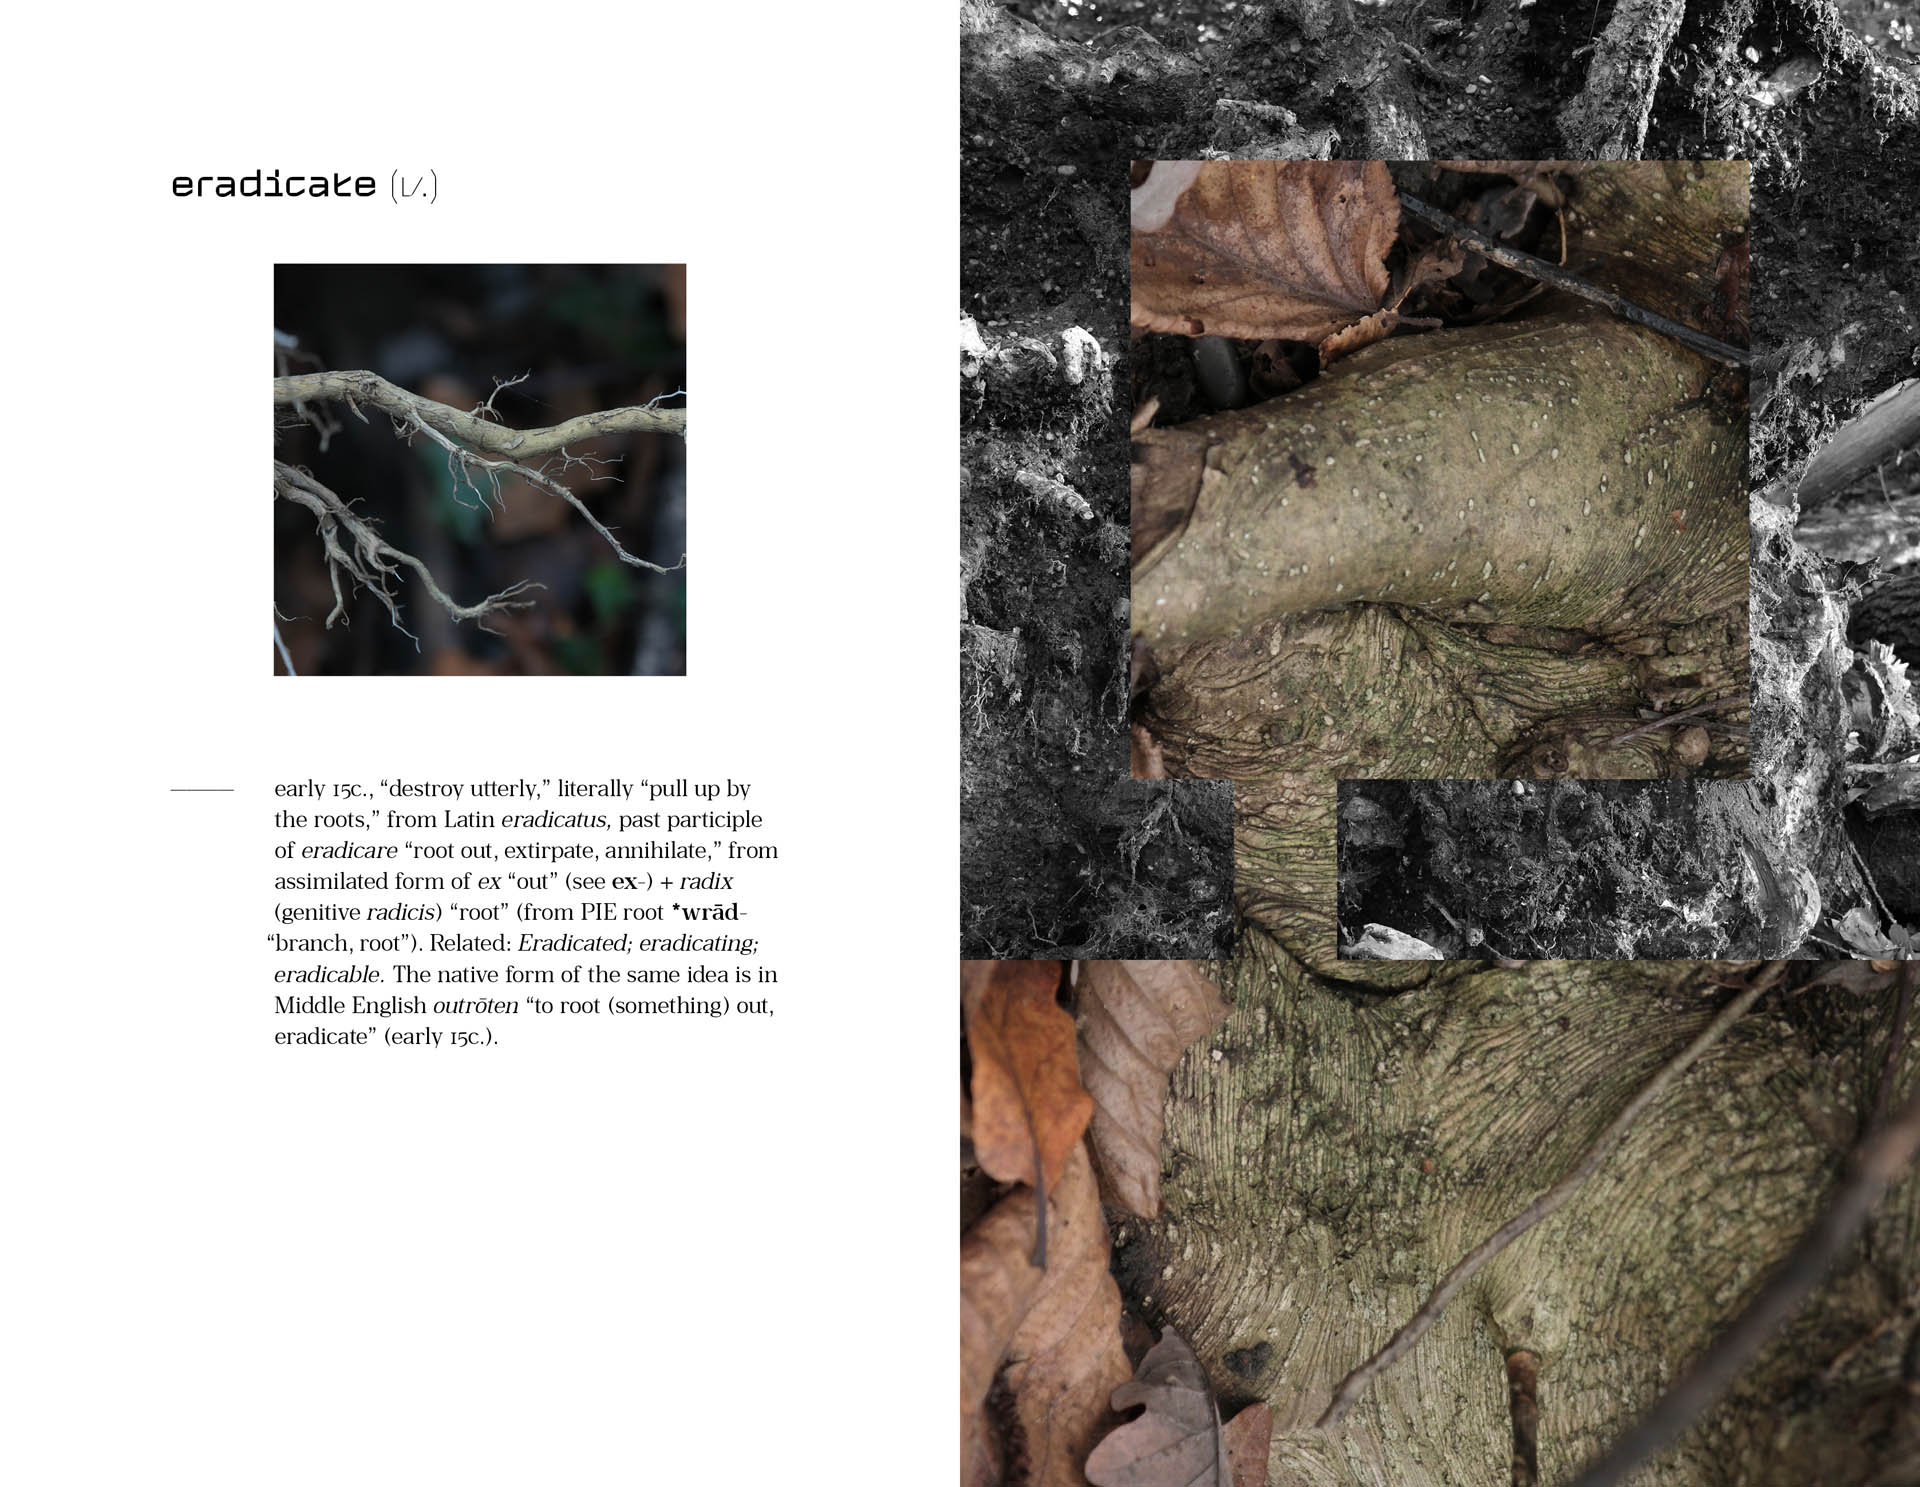 eradicate (v.)
early 15c., “destroy utterly,” literally “pull up by
the roots,” from Latin eradicatus, past participle
of eradicare “root out, extirpate, annihilate,” from
assimilated form of ex “out” (see ex-) + radix
(genitive radicis) “root” (from PIE root *wrād-
“branch, root”). Related: Eradicated; eradicating;
eradicable. The native form of the same idea is in
Middle English outrōten “to root (something) out,
eradicate” (early 15c.).